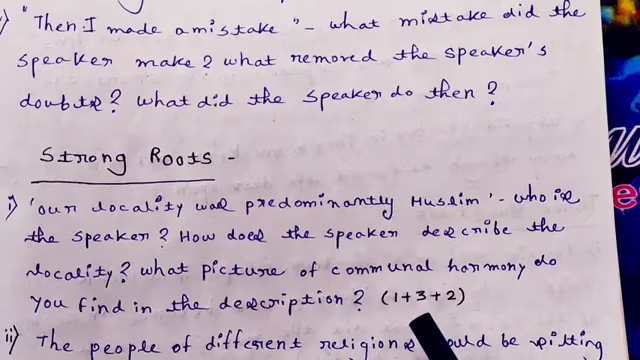 "Then I made a mistake" - what mistake did the
speaker make? what removed the speaker's
doubts? what did the speaker do then?
Strong Roots -
i) 'our locality was predominantly Muslim' - who is
the speaker? How does the speaker describe the
locality? what picture of communal harmony do
you find in the description? (1+3+2)
ii) The people of different religions would be sitting